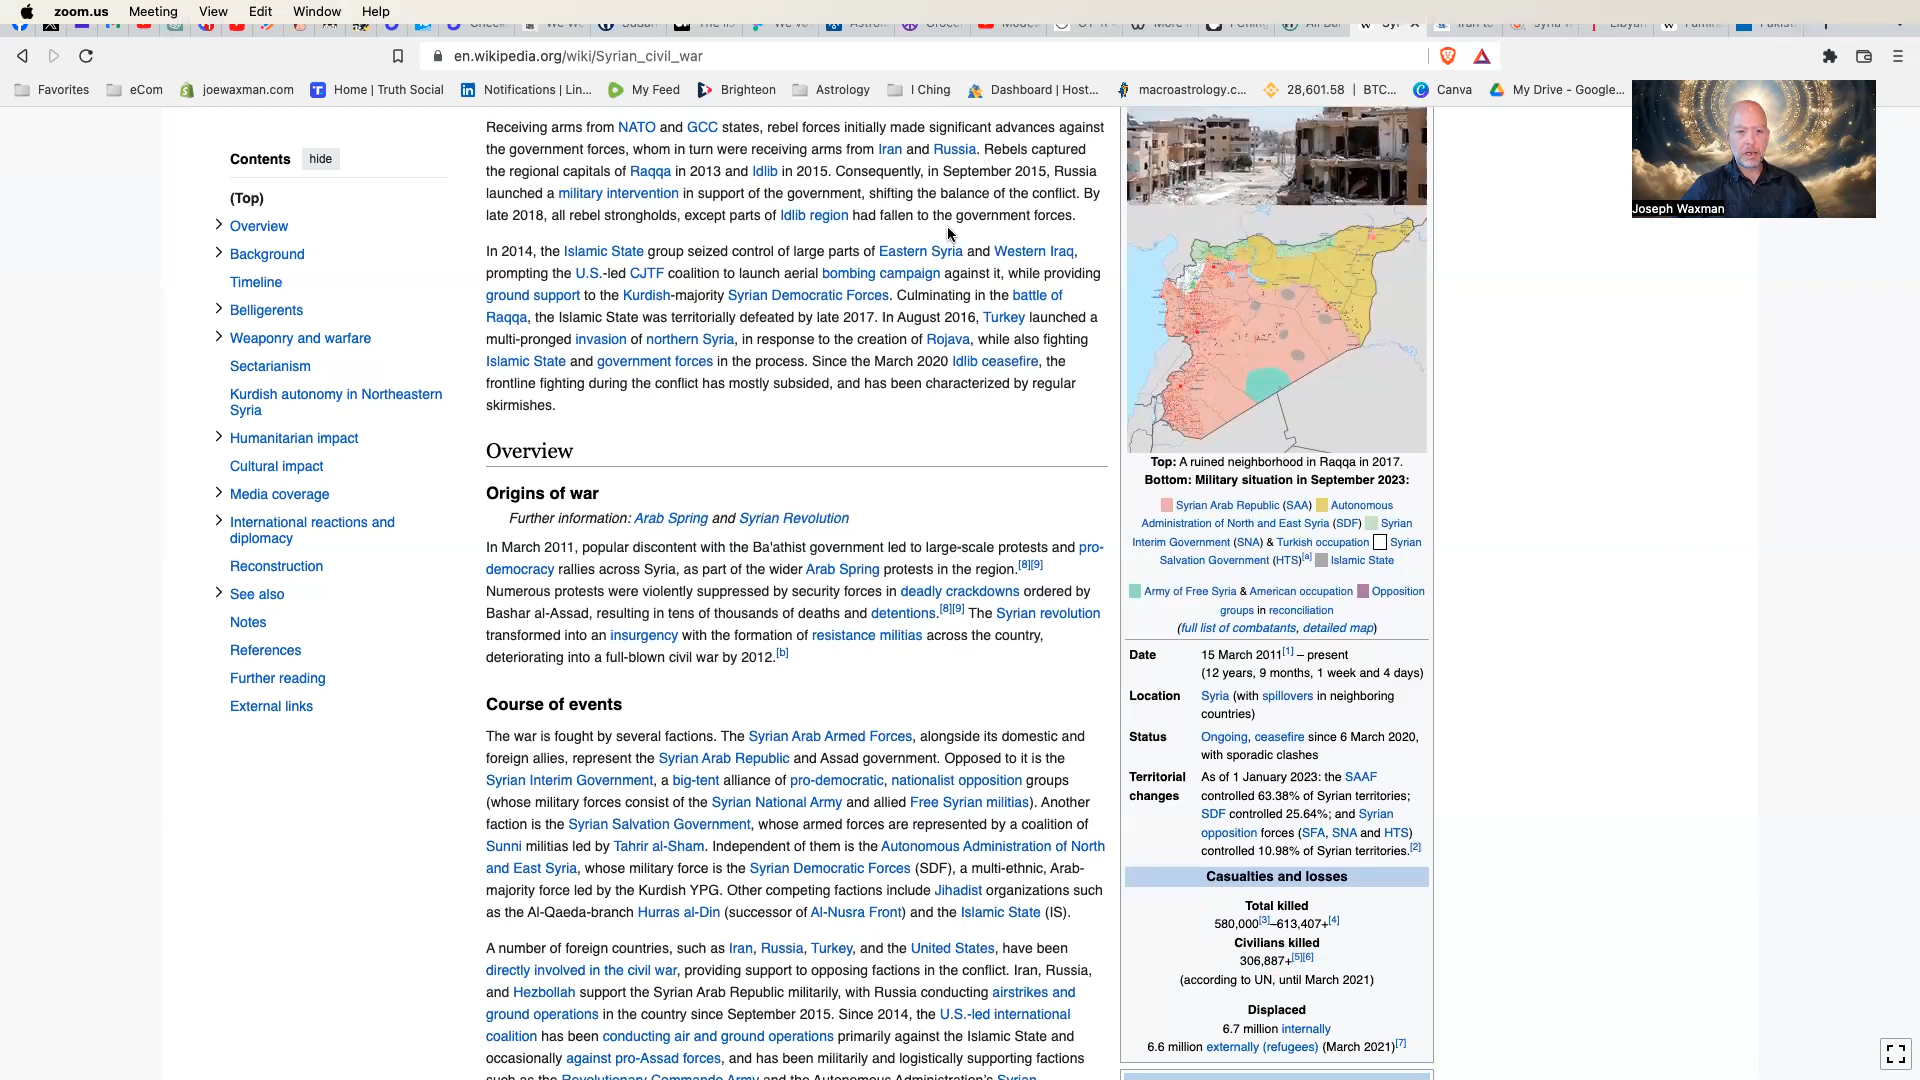 zoom.us Meeting View Edit Window Help
en.wikipedia.org/wiki/Syrian_civil_war
Favorites eCom joewaxman.com Home | Truth Social Notifications | Lin... My Feed Brighteon Astrology I Ching Dashboard | Host... macroastrology.c... 28,601.58 | BTC... Canva My Drive - Google...
Joseph Waxman
Contents hide
(Top)
Overview
Background
Timeline
Belligerents
Weaponry and warfare
Sectarianism
Kurdish autonomy in Northeastern
Syria
Humanitarian impact
Cultural impact
Media coverage
International reactions and
diplomacy
Reconstruction
See also
Notes
References
Further reading
External links
Receiving arms from NATO and GCC states, rebel forces initially made significant advances against
the government forces, whom in turn were receiving arms from Iran and Russia. Rebels captured
the regional capitals of Raqqa in 2013 and Idlib in 2015. Consequently, in September 2015, Russia
launched a military intervention in support of the government, shifting the balance of the conflict. By
late 2018, all rebel strongholds, except parts of Idlib region had fallen to the government forces.
In 2014, the Islamic State group seized control of large parts of Eastern Syria and Western Iraq,
prompting the U.S.-led CJTF coalition to launch aerial bombing campaign against it, while providing
ground support to the Kurdish-majority Syrian Democratic Forces. Culminating in the battle of
Raqqa, the Islamic State was territorially defeated by late 2017. In August 2016, Turkey launched a
multi-pronged invasion of northern Syria, in response to the creation of Rojava, while also fighting
Islamic State and government forces in the process. Since the March 2020 Idlib ceasefire, the
frontline fighting during the conflict has mostly subsided, and has been characterized by regular
skirmishes.
Overview
Origins of war
Further information: Arab Spring and Syrian Revolution
In March 2011, popular discontent with the Ba'athist government led to large-scale protests and pro-
democracy rallies across Syria, as part of the wider Arab Spring protests in the region.[8][9]
Numerous protests were violently suppressed by security forces in deadly crackdowns ordered by
Bashar al-Assad, resulting in tens of thousands of deaths and detentions.[8][9] The Syrian revolution
transformed into an insurgency with the formation of resistance militias across the country,
deteriorating into a full-blown civil war by 2012.[b]
Course of events
The war is fought by several factions. The Syrian Arab Armed Forces, alongside its domestic and
foreign allies, represent the Syrian Arab Republic and Assad government. Opposed to it is the
Syrian Interim Government, a big-tent alliance of pro-democratic, nationalist opposition groups
(whose military forces consist of the Syrian National Army and allied Free Syrian militias). Another
faction is the Syrian Salvation Government, whose armed forces are represented by a coalition of
Sunni militias led by Tahrir al-Sham. Independent of them is the Autonomous Administration of North
and East Syria, whose military force is the Syrian Democratic Forces (SDF), a multi-ethnic, Arab-
majority force led by the Kurdish YPG. Other competing factions include Jihadist organizations such
as the Al-Qaeda-branch Hurras al-Din (successor of Al-Nusra Front) and the Islamic State (IS).
A number of foreign countries, such as Iran, Russia, Turkey, and the United States, have been
directly involved in the civil war, providing support to opposing factions in the conflict. Iran, Russia,
and Hezbollah support the Syrian Arab Republic militarily, with Russia conducting airstrikes and
ground operations in the country since September 2015. Since 2014, the U.S.-led international
coalition has been conducting air and ground operations primarily against the Islamic State and
occasionally against pro-Assad forces, and has been militarily and logistically supporting factions
such as the Revolutionary Commando Army and the Autonomous Administration's Syrian
Top: A ruined neighborhood in Raqqa in 2017.
Bottom: Military situation in September 2023:
Syrian Arab Republic (SAA) Autonomous
Administration of North and East Syria (SDF) Syrian
Interim Government (SNA) & Turkish occupation Syrian
Salvation Government (HTS)[a] Islamic State
Army of Free Syria & American occupation Opposition
groups in reconciliation
(full list of combatants, detailed map)
Date 15 March 2011[1] – present
(12 years, 9 months, 1 week and 4 days)
Location Syria (with spillovers in neighboring
countries)
Status Ongoing, ceasefire since 6 March 2020,
with sporadic clashes
Territorial As of 1 January 2023: the SAAF
changes controlled 63.38% of Syrian territories;
SDF controlled 25.64%; and Syrian
opposition forces (SFA, SNA and HTS)
controlled 10.98% of Syrian territories.[2]
Casualties and losses
Total killed
580,000[3]–613,407+[4]
Civilians killed
306,887+[5][6]
(according to UN, until March 2021)
Displaced
6.7 million internally
6.6 million externally (refugees) (March 2021)[7]